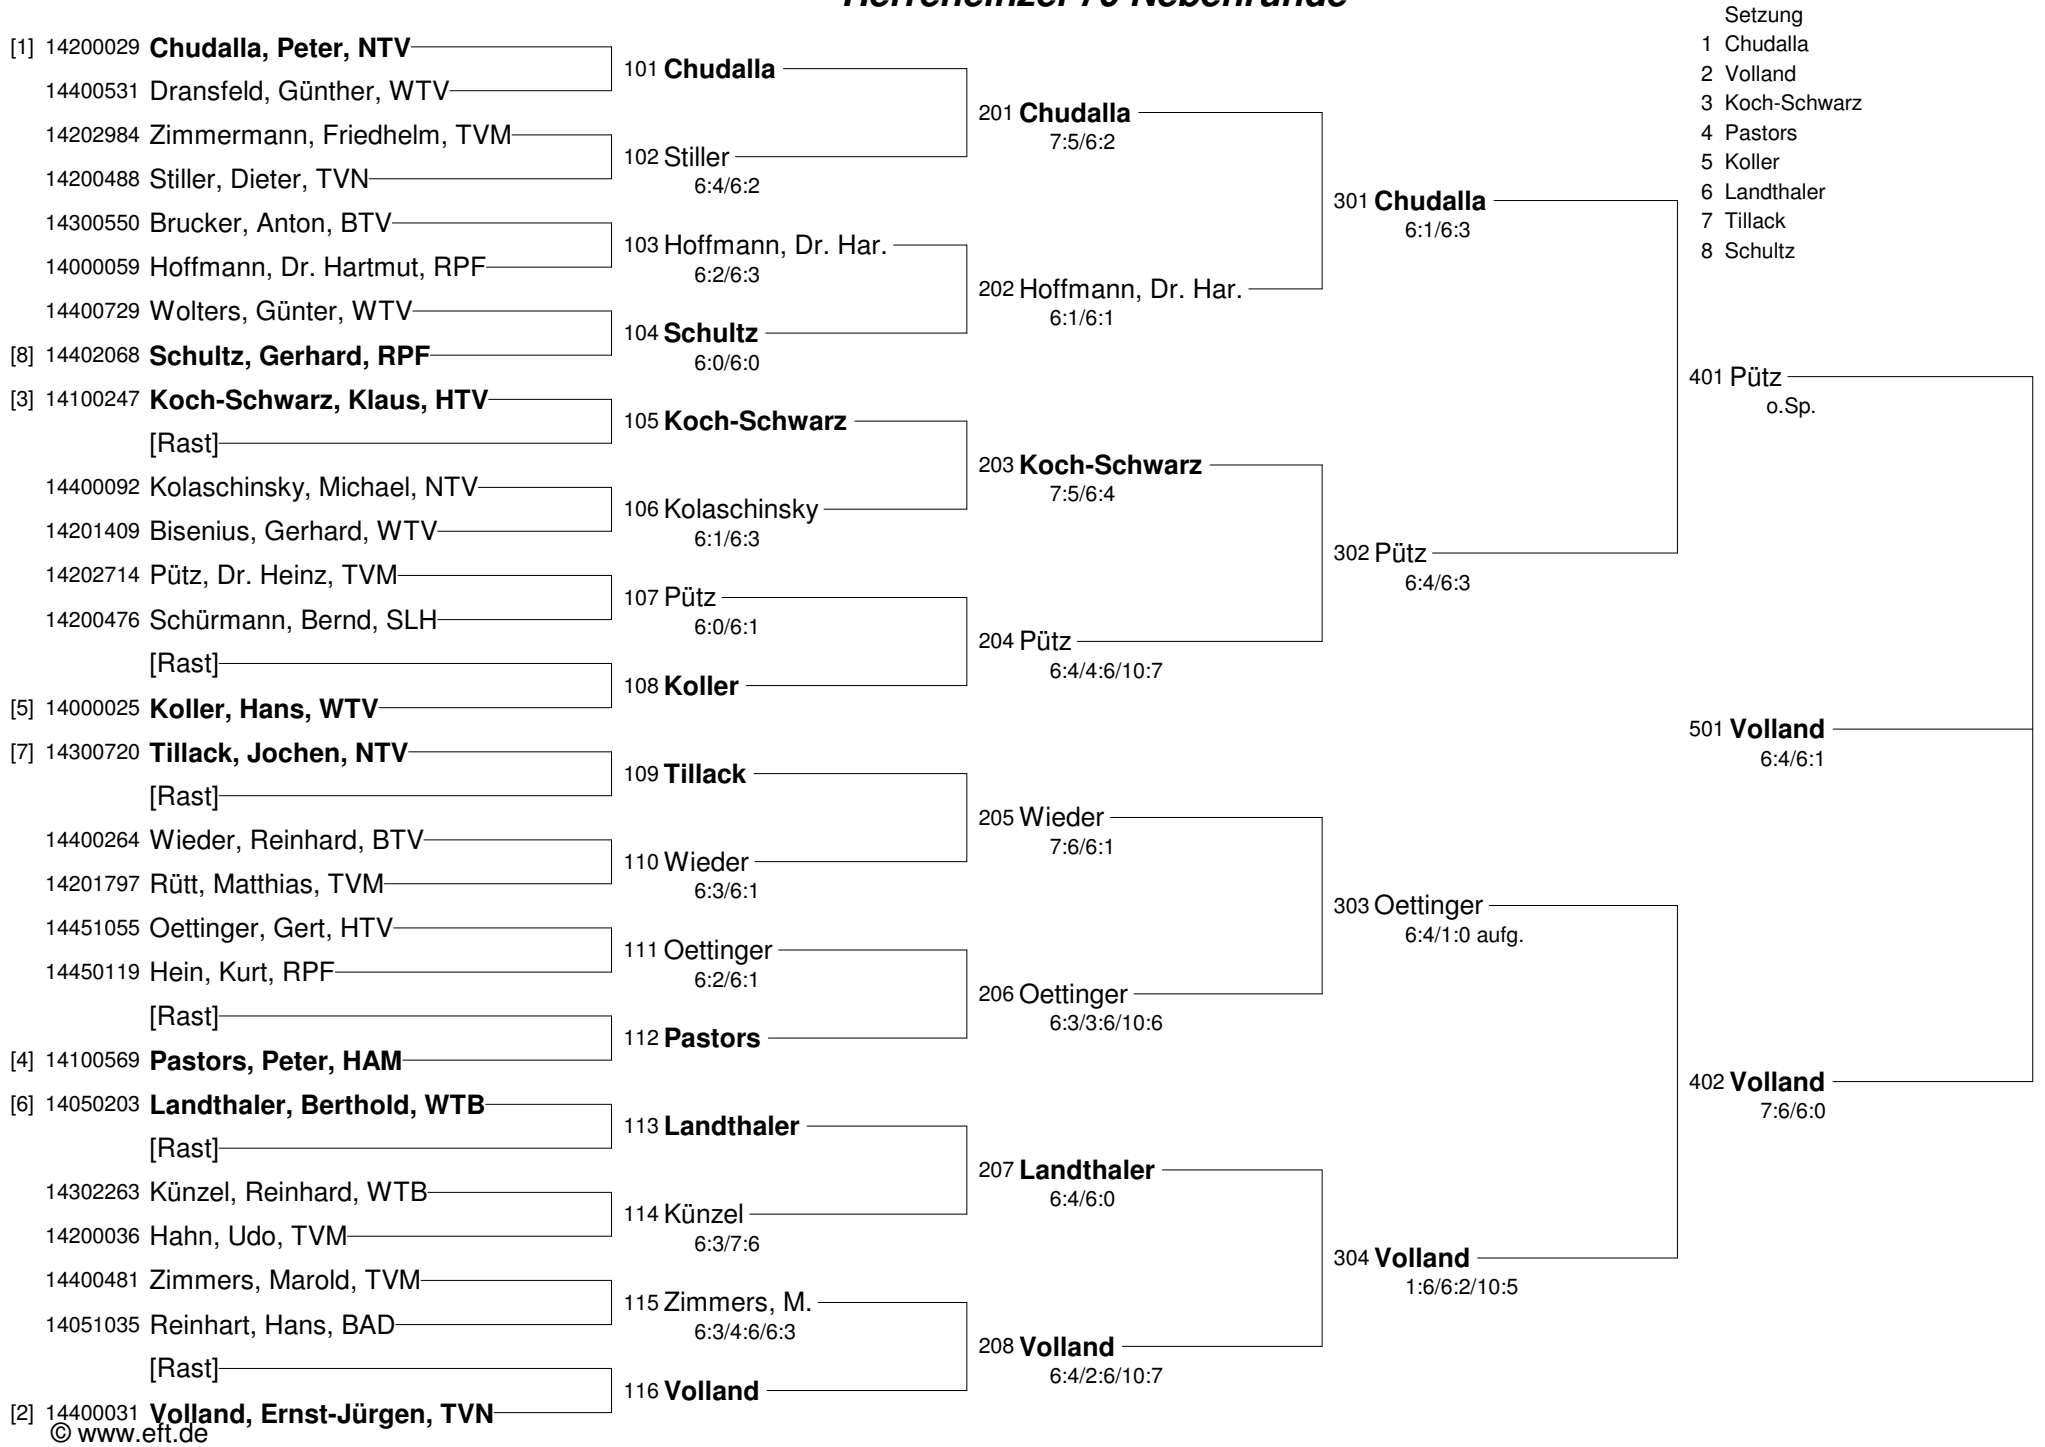 Herreneinzel 70 Nebenrunde
Setzung
1 Chudalla
2 Volland
3 Koch-Schwarz
4 Pastors
5 Koller
6 Landthaler
7 Tillack
8 Schultz
[1] 14200029 Chudalla, Peter, NTV
14400531 Dransfeld, Günther, WTV
14202984 Zimmermann, Friedhelm, TVM
14200488 Stiller, Dieter, TVN
14300550 Brucker, Anton, BTV
14000059 Hoffmann, Dr. Hartmut, RPF
14400729 Wolters, Günter, WTV
[8] 14402068 Schultz, Gerhard, RPF
[3] 14100247 Koch-Schwarz, Klaus, HTV
[Rast]
14400092 Kolaschinsky, Michael, NTV
14201409 Bisenius, Gerhard, WTV
14202714 Pütz, Dr. Heinz, TVM
14200476 Schürmann, Bernd, SLH
[Rast]
[5] 14000025 Koller, Hans, WTV
[7] 14300720 Tillack, Jochen, NTV
[Rast]
14400264 Wieder, Reinhard, BTV
14201797 Rütt, Matthias, TVM
14451055 Oettinger, Gert, HTV
14450119 Hein, Kurt, RPF
[Rast]
[4] 14100569 Pastors, Peter, HAM
[6] 14050203 Landthaler, Berthold, WTB
[Rast]
14302263 Künzel, Reinhard, WTB
14200036 Hahn, Udo, TVM
14400481 Zimmers, Marold, TVM
14051035 Reinhart, Hans, BAD
[Rast]
[2] 14400031 Volland, Ernst-Jürgen, TVN
101 Chudalla
102 Stiller
6:4/6:2
103 Hoffmann, Dr. Har.
6:2/6:3
104 Schultz
6:0/6:0
105 Koch-Schwarz
106 Kolaschinsky
6:1/6:3
107 Pütz
6:0/6:1
108 Koller
109 Tillack
110 Wieder
6:3/6:1
111 Oettinger
6:2/6:1
112 Pastors
113 Landthaler
114 Künzel
6:3/7:6
115 Zimmers, M.
6:3/4:6/6:3
116 Volland
201 Chudalla
7:5/6:2
202 Hoffmann, Dr. Har.
6:1/6:1
203 Koch-Schwarz
7:5/6:4
204 Pütz
6:4/4:6/10:7
205 Wieder
7:6/6:1
206 Oettinger
6:3/3:6/10:6
207 Landthaler
6:4/6:0
208 Volland
6:4/2:6/10:7
301 Chudalla
6:1/6:3
302 Pütz
6:4/6:3
303 Oettinger
6:4/1:0 aufg.
304 Volland
1:6/6:2/10:5
401 Pütz
o.Sp.
402 Volland
7:6/6:0
501 Volland
6:4/6:1
© www.eft.de